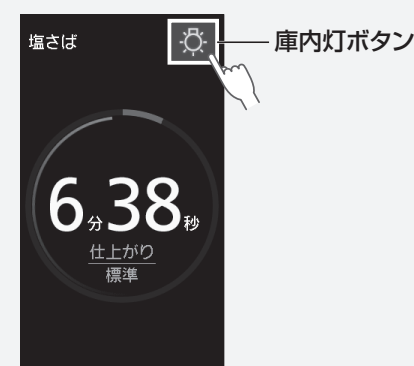 塩さば
庫内灯ボタン
6分38秒
仕上がり
標準